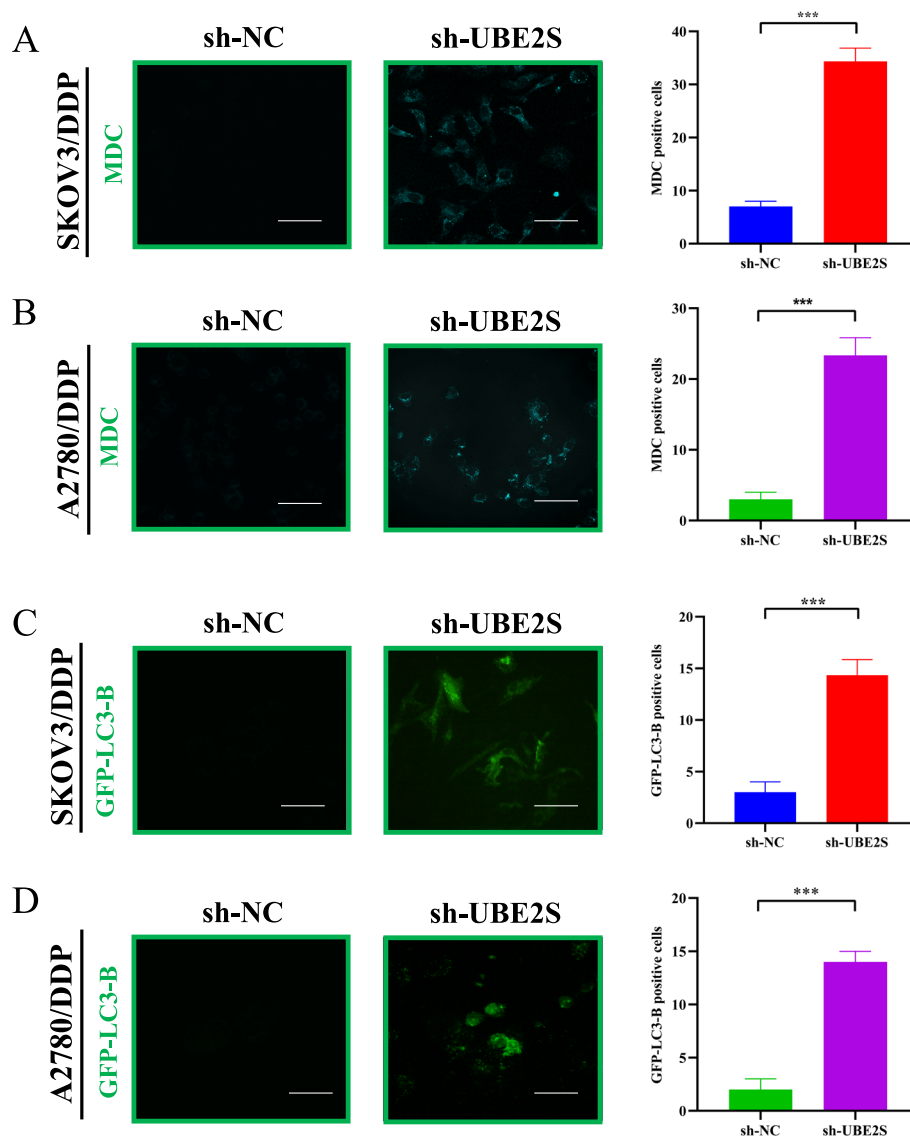 A
sh-NC
sh-UBE2S
SKOV3/DDP
MDC
MDC positive cells
40
30
20
10
0
***
sh-NC
sh-UBE2S
B
sh-NC
sh-UBE2S
A2780/DDP
MDC
MDC positive cells
30
20
10
0
***
sh-NC
sh-UBE2S
C
sh-NC
sh-UBE2S
SKOV3/DDP
GFP-LC3-B
GFP-LC3-B positive cells
20
15
10
5
0
***
sh-NC
sh-UBE2S
D
sh-NC
sh-UBE2S
A2780/DDP
GFP-LC3-B
GFP-LC3-B positive cells
20
15
10
5
0
***
sh-NC
sh-UBE2S